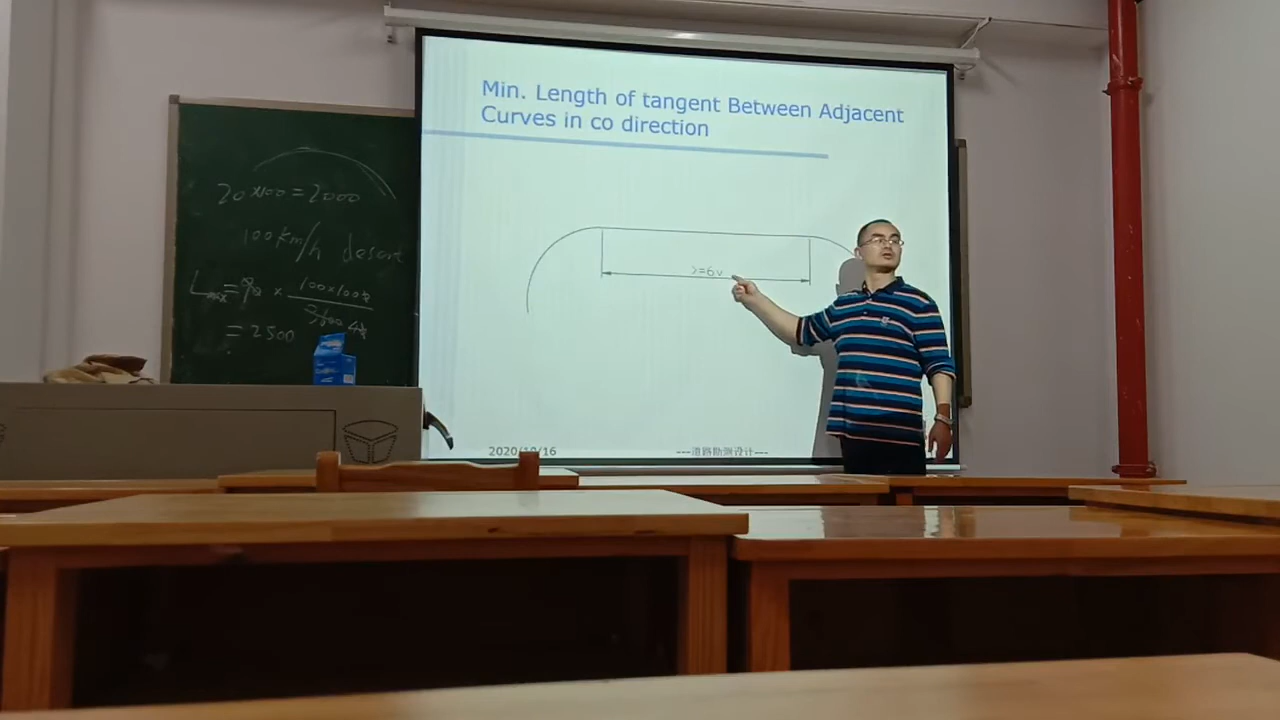 Min. Length of tangent Between Adjacent
Curves in co direction
>=6v
2020/10/16
---道路勘测设计---
20×100=2000
100km/h desert
= 2500